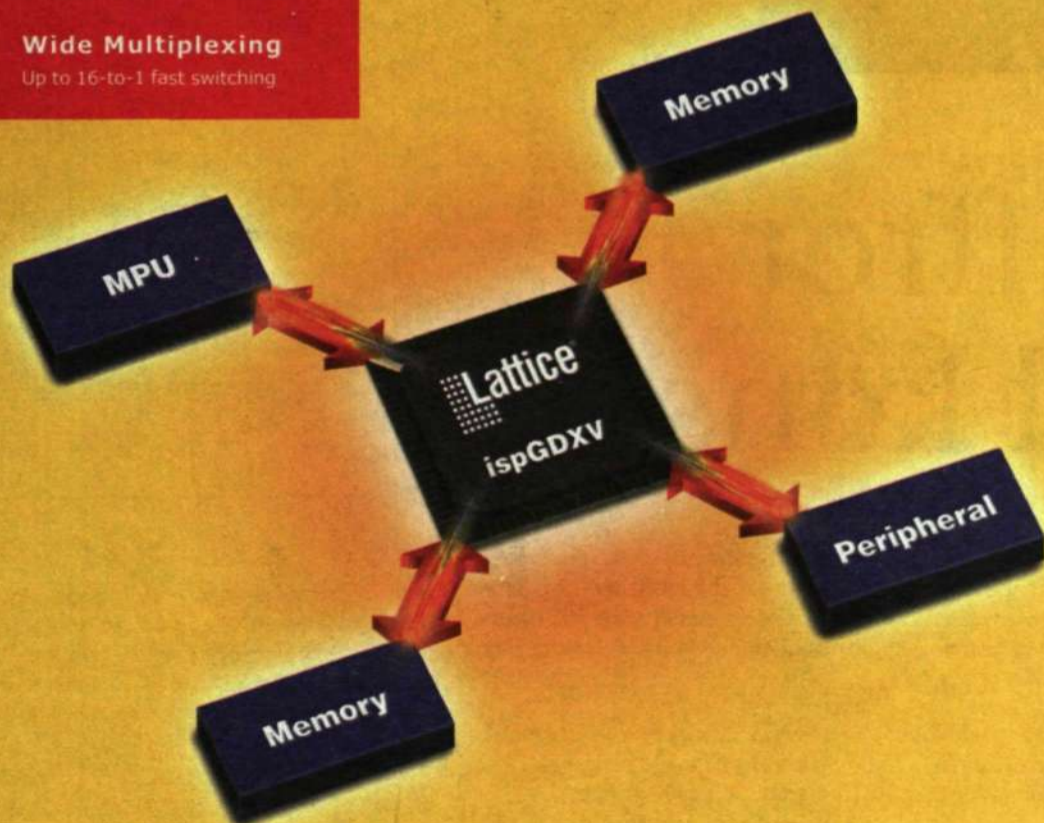 Wide Multiplexing
Up to 16-to-1 fast switching
Memory
MPU
Lattice
ispGDXV
Peripheral
Memory